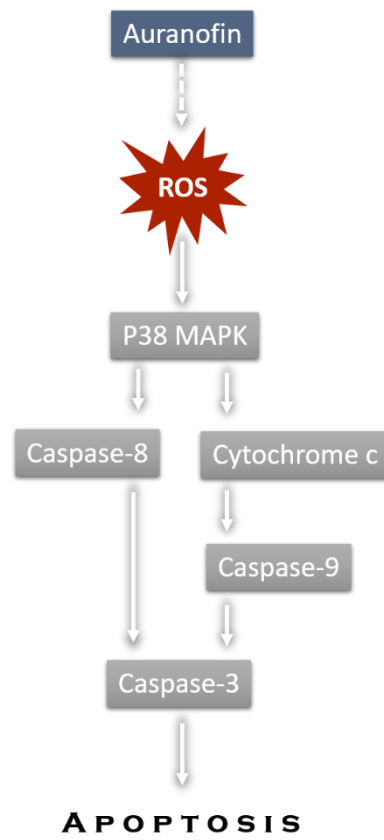 Auranofin
ROS
P38 MAPK
Caspase-8
Cytochrome c
Caspase-9
Caspase-3
APOPTOSIS